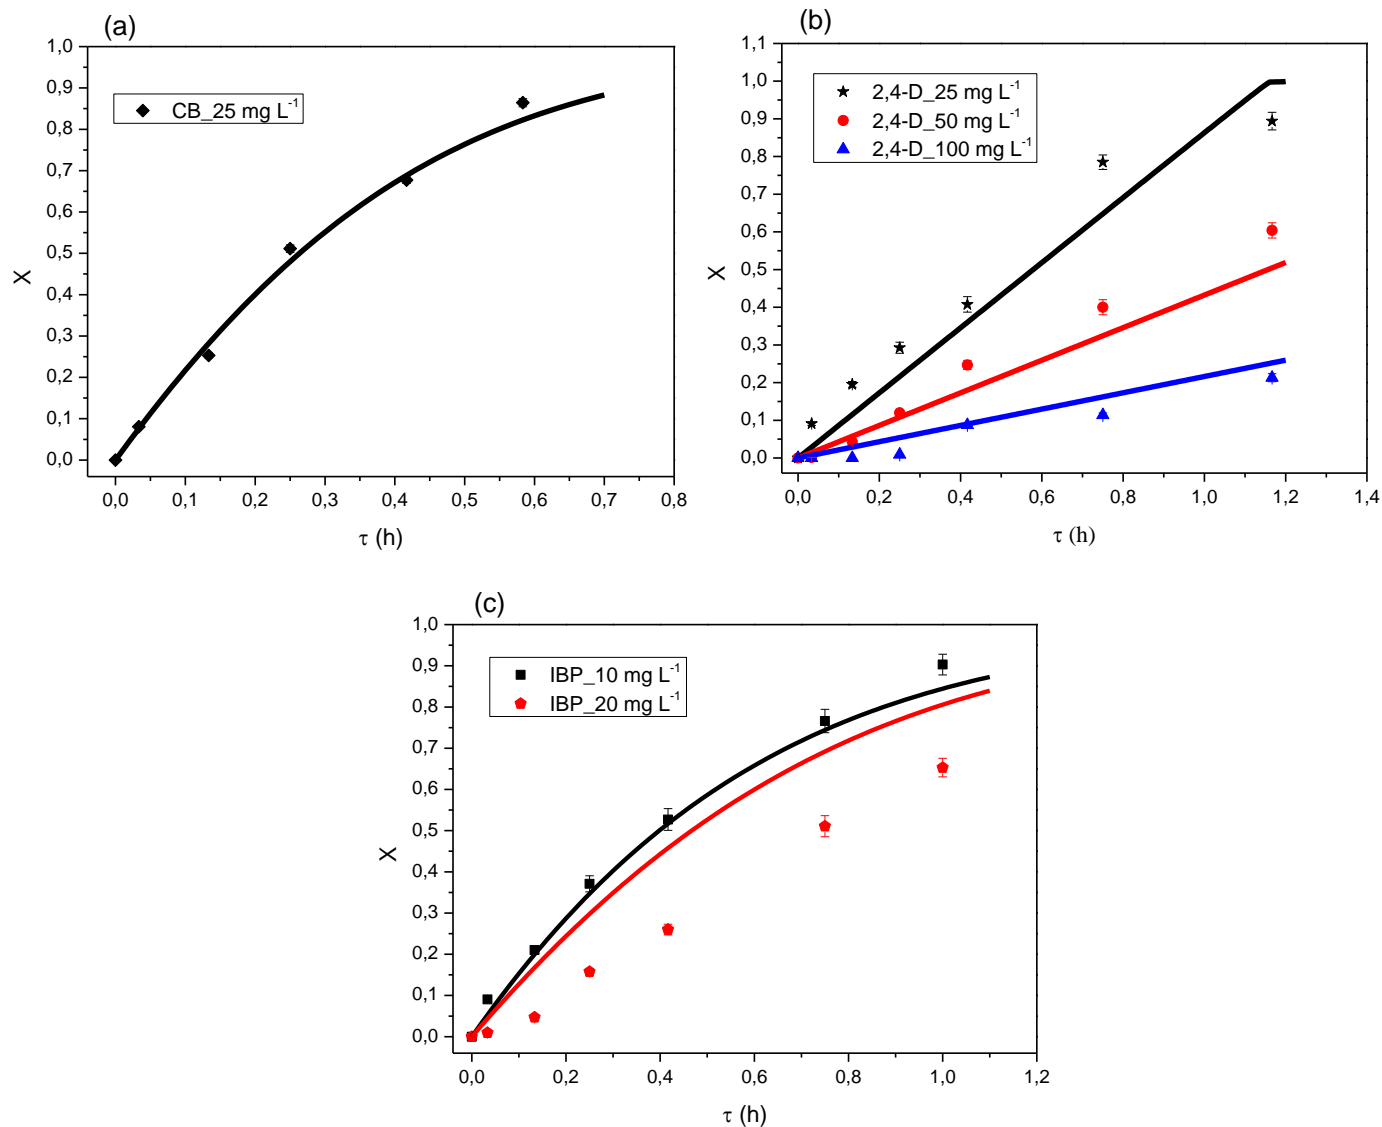 (a)
1,0
0,9
0,8
0,7
0,6
0,5
0,4
0,3
0,2
0,1
0,0
X
CB_25 mg L-1
0,0 0,1 0,2 0,3 0,4 0,5 0,6 0,7 0,8
τ (h)
(b)
1,1
1,0
0,9
0,8
0,7
0,6
0,5
0,4
0,3
0,2
0,1
0,0
X
2,4-D_25 mg L-1
2,4-D_50 mg L-1
2,4-D_100 mg L-1
0,0 0,2 0,4 0,6 0,8 1,0 1,2 1,4
τ (h)
(c)
1,0
0,9
0,8
0,7
0,6
0,5
0,4
0,3
0,2
0,1
0,0
X
IBP_10 mg L-1
IBP_20 mg L-1
0,0 0,2 0,4 0,6 0,8 1,0 1,2
τ (h)